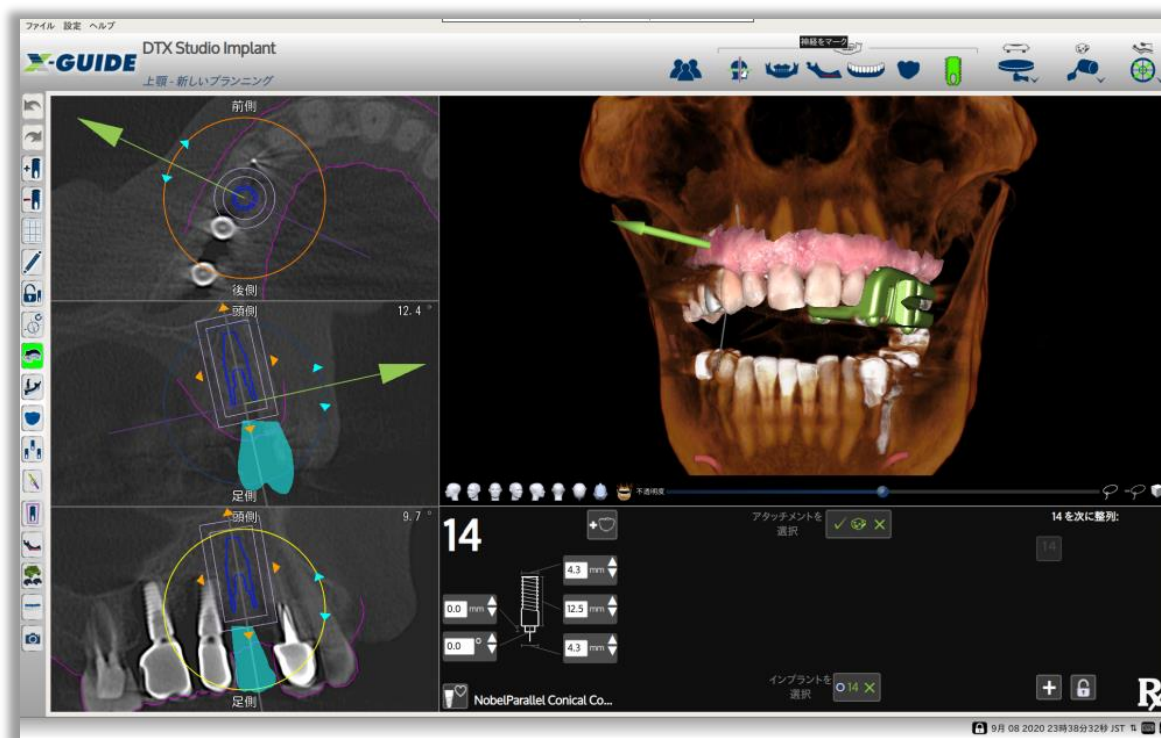 ファイル 設定 ヘルプ
X-GUIDE
DTX Studio Implant
上顎 - 新しいプランニング
神経をマーク
前側
後側
頭側
12.4 °
足側
頭側
9.7 °
足側
不透明度
14
アタッチメントを
選択
14 を次に整列:
14
4.3 mm
0.0 mm
12.5 mm
0.0 °
4.3 mm
インプラントを
選択
14
NobelParallel Conical Co...
9月 08 2020 23時38分32秒 JST